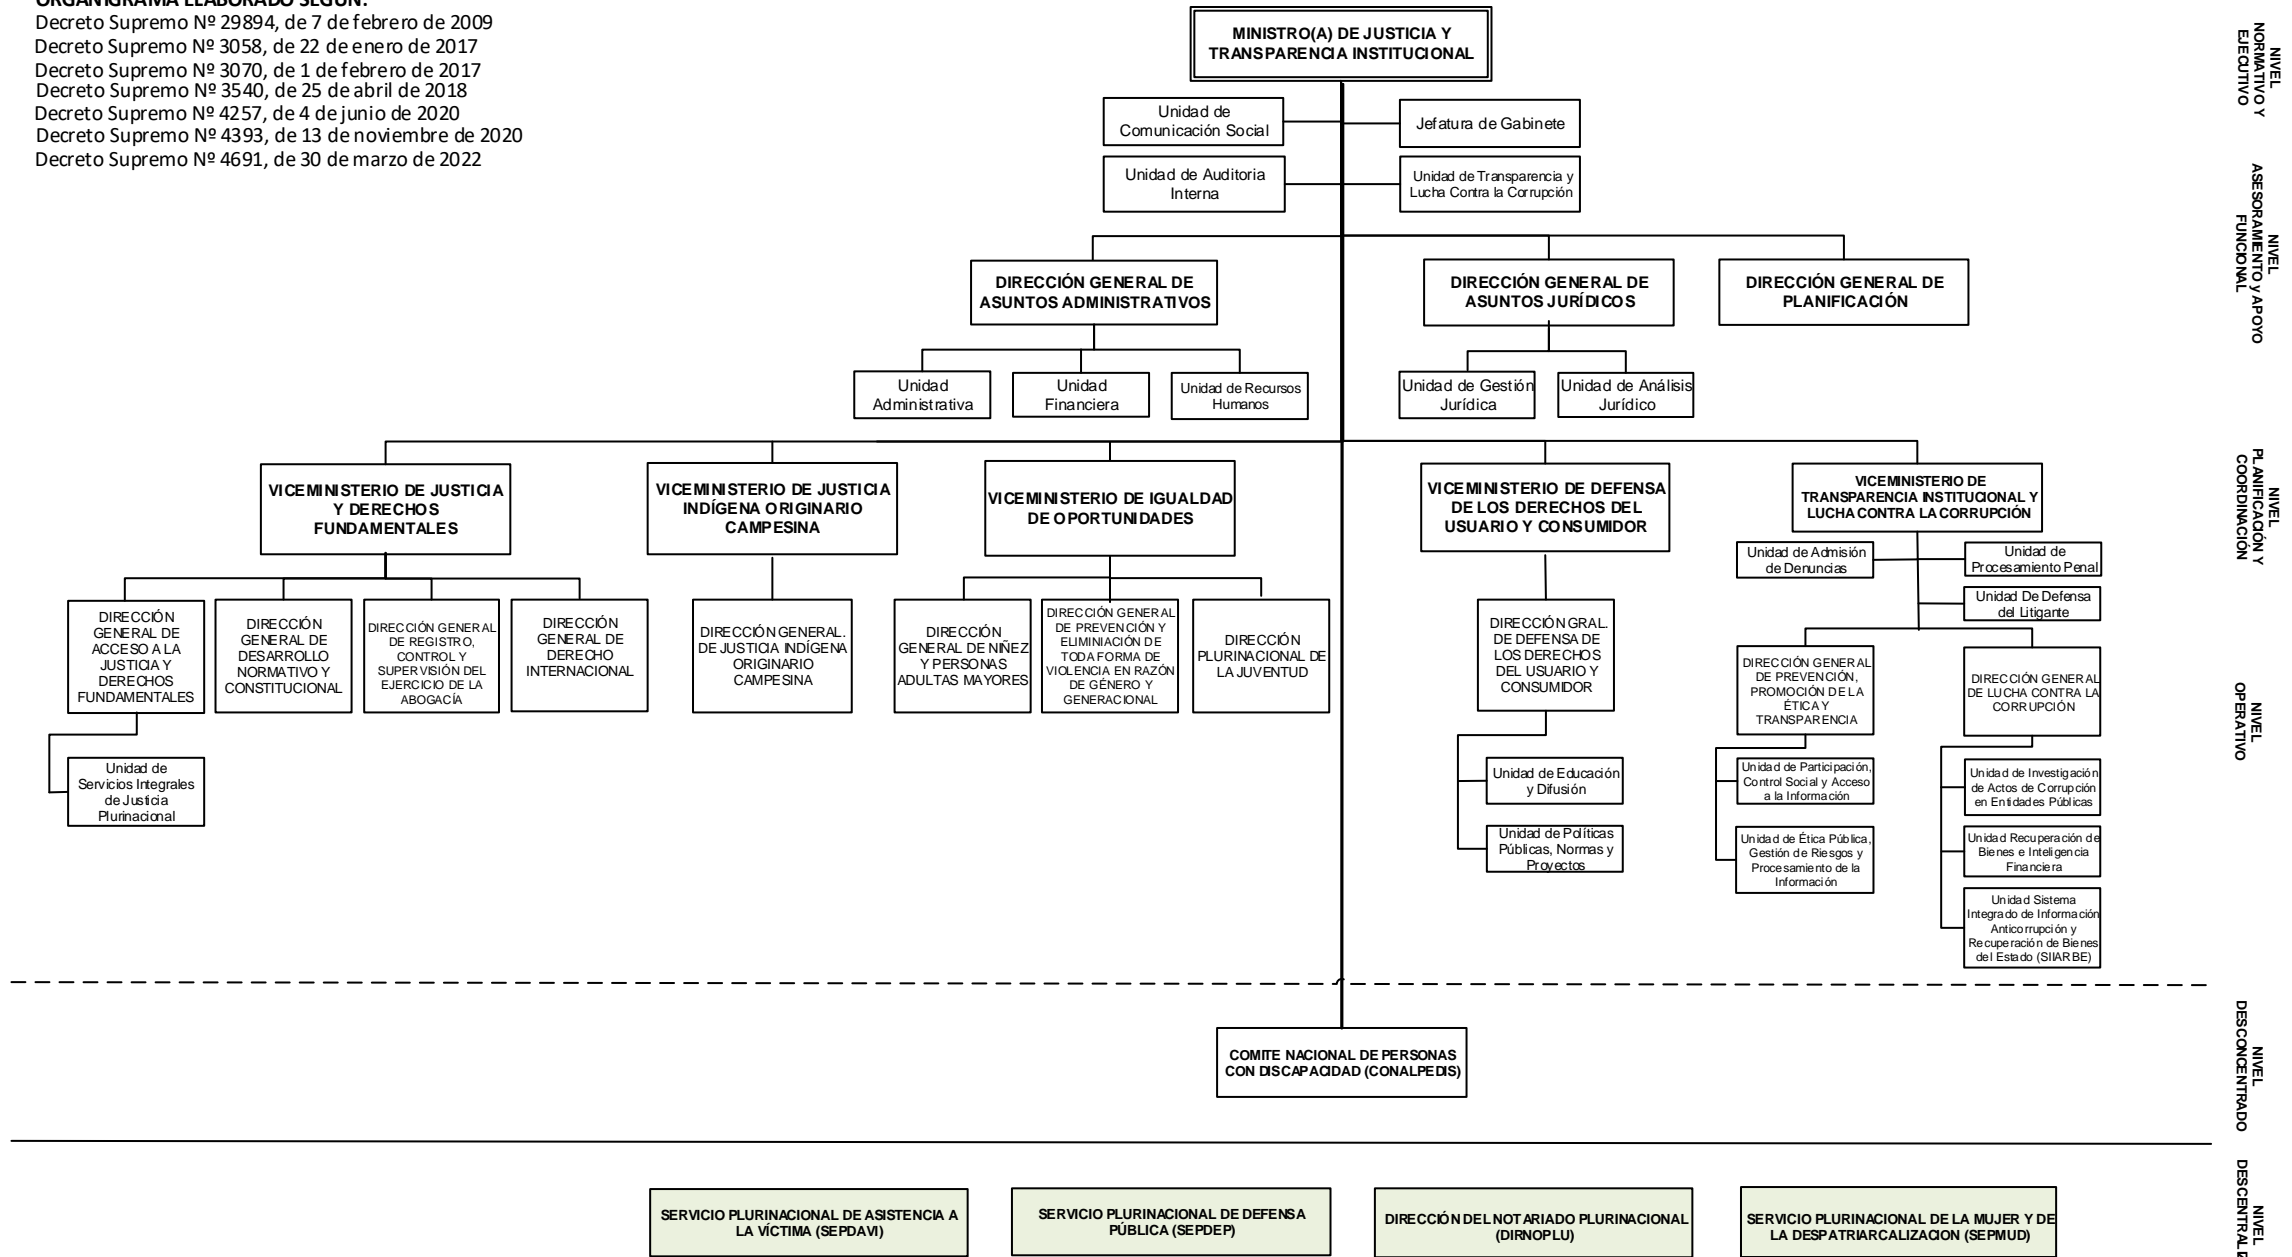 ORGANIGRAMA ELABORADO SEGÚN:
Decreto Supremo Nº 29894, de 7 de febrero de 2009
Decreto Supremo Nº 3058, de 22 de enero de 2017
Decreto Supremo Nº 3070, de 1 de febrero de 2017
Decreto Supremo Nº 3540, de 25 de abril de 2018
Decreto Supremo Nº 4257, de 4 de junio de 2020
Decreto Supremo Nº 4393, de 13 de noviembre de 2020
Decreto Supremo Nº 4691, de 30 de marzo de 2022
MINISTRO(A) DE JUSTICIA Y
TRANSPARENCIA INSTITUCIONAL
NIVEL
NORMATIVO Y
EJECUTIVO
Unidad de
Comunicación Social
Jefatura de Gabinete
Unidad de Auditoria
Interna
Unidad de Transparencia y
Lucha Contra la Corrupción
NIVEL
ASESORAMIENTO y APOYO
FUNCIONAL
DIRECCIÓN GENERAL DE
ASUNTOS ADMINISTRATIVOS
DIRECCIÓN GENERAL DE
ASUNTOS JURÍDICOS
DIRECCIÓN GENERAL DE
PLANIFICACIÓN
Unidad
Administrativa
Unidad
Financiera
Unidad de Recursos
Humanos
Unidad de Gestión
Jurídica
Unidad de Análisis
Jurídico
NIVEL
PLANIFICACIÓN Y
COORDINACIÓN
VICEMINISTERIO DE JUSTICIA
Y DERECHOS
FUNDAMENTALES
VICEMINISTERIO DE JUSTICIA
INDÍGENA ORIGINARIO
CAMPESINA
VICEMINISTERIO DE IGUALDAD
DE OPORTUNIDADES
VICEMINISTERIO DE DEFENSA
DE LOS DERECHOS DEL
USUARIO Y CONSUMIDOR
VICEMINISTERIO DE
TRANSPARENCIA INSTITUCIONAL Y
LUCHA CONTRA LA CORRUPCIÓN
Unidad de Admisión
de Denuncias
Unidad de
Procesamiento Penal
Unidad De Defensa
del Litigante
NIVEL
OPERATIVO
DIRECCIÓN
GENERAL DE
ACCESO A LA
JUSTICIA Y
DERECHOS
FUNDAMENTALES
DIRECCIÓN
GENERAL DE
DESARROLLO
NORMATIVO Y
CONSTITUCIONAL
DIRECCIÓN GENERAL
DE REGISTRO,
CONTROL Y
SUPERVISIÓN DEL
EJERCICIO DE LA
ABOGACÍA
DIRECCIÓN
GENERAL DE
DERECHO
INTERNACIONAL
DIRECCIÓN GENERAL.
DE JUSTICIA INDÍGENA
ORIGINARIO
CAMPESINA
DIRECCIÓN
GENERAL DE NIÑEZ
Y PERSONAS
ADULTAS MAYORES
DIRECCIÓN GENERAL
DE PREVENCIÓN Y
ELIMINIACIÓN DE
TODA FORMA DE
VIOLENCIA EN RAZÓN
DE GÉNERO Y
GENERACIONAL
DIRECCIÓN
PLURINACIONAL DE
LA JUVENTUD
DIRECCIÓN GRAL.
DE DEFENSA DE
LOS DERECHOS
DEL USUARIO Y
CONSUMIDOR
DIRECCIÓN GENERAL
DE PREVENCIÓN,
PROMOCIÓN DE LA
ÉTICA Y
TRANSPARENCIA
DIRECCIÓN GENERAL
DE LUCHA CONTRA LA
CORRUPCIÓN
Unidad de
Servicios Integrales
de Justicia
Plurinacional
Unidad de Educación
y Difusión
Unidad de Políticas
Públicas, Normas y
Proyectos
Unidad de Participación,
Control Social y Acceso
a la Información
Unidad de Ética Pública,
Gestión de Riesgos y
Procesamiento de la
Información
Unidad de Investigación
de Actos de Corrupción
en Entidades Públicas
Unidad Recuperación de
Bienes e Inteligencia
Financiera
Unidad Sistema
Integrado de Información
Anticorrupción y
Recuperación de Bienes
del Estado (SIIARBE)
NIVEL
DESCONCENTRADO
COMITE NACIONAL DE PERSONAS
CON DISCAPACIDAD (CONALPEDIS)
NIVEL
SERVICIO PLURINACIONAL DE ASISTENCIA A
LA VÍCTIMA (SEPDAVI)
SERVICIO PLURINACIONAL DE DEFENSA
PÚBLICA (SEPDEP)
DIRECCIÓN DEL NOTARIADO PLURINACIONAL
(DIRNOPLU)
SERVICIO PLURINACIONAL DE LA MUJER Y DE
LA DESPATRIARCALIZACION (SEPMUD)